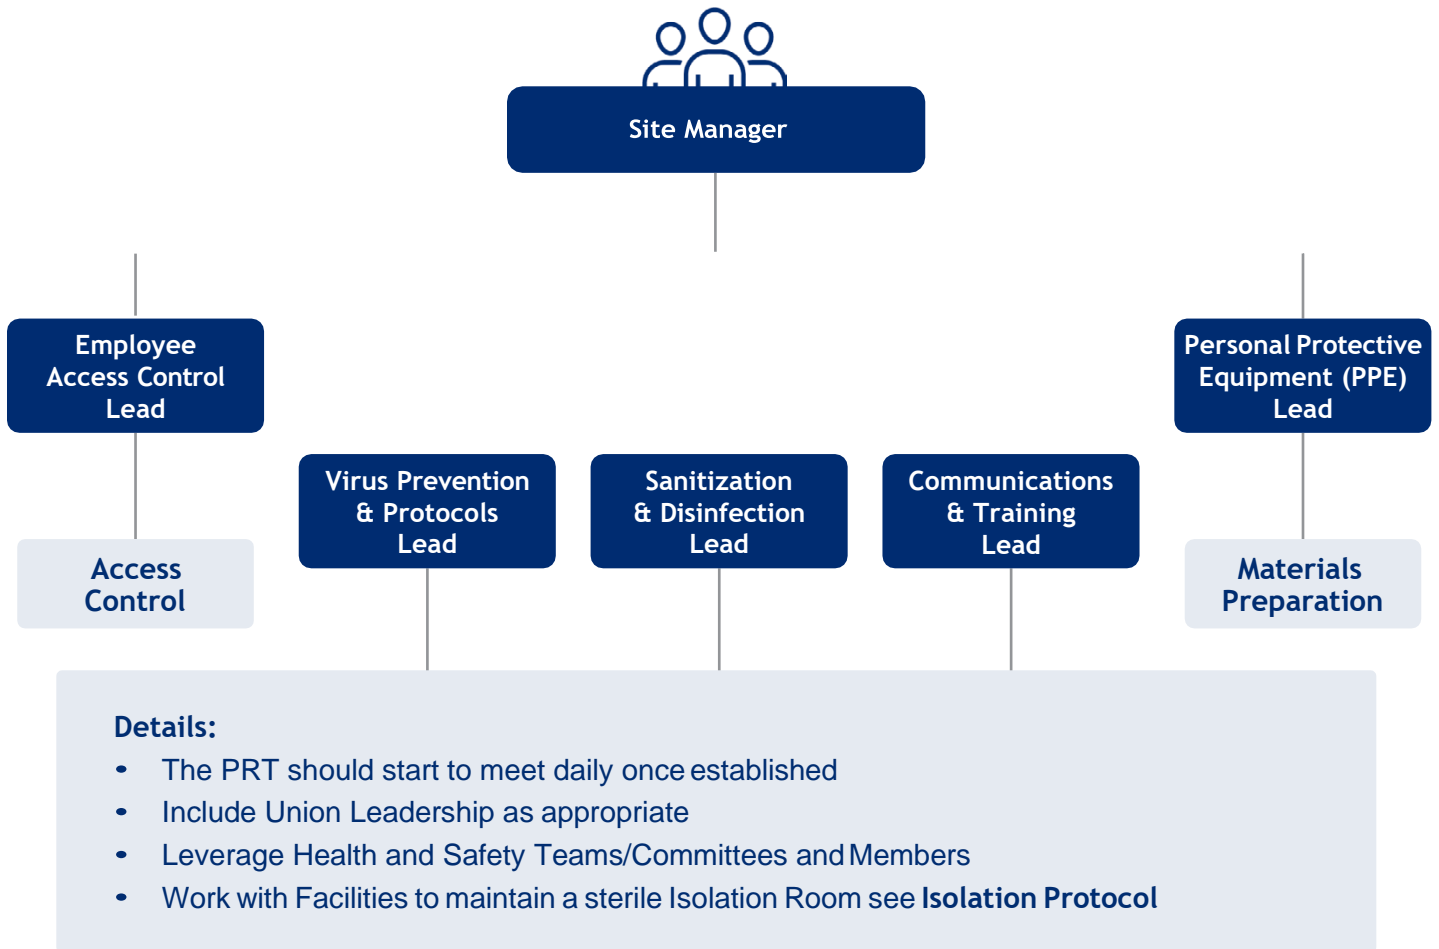 Site Manager
Employee
Access Control
Lead
Personal Protective
Equipment (PPE)
Lead
Virus Prevention
& Protocols
Lead
Sanitization
& Disinfection
Lead
Communications
& Training
Lead
Access
Control
Materials
Preparation
Details:
• The PRT should start to meet daily once established
• Include Union Leadership as appropriate
• Leverage Health and Safety Teams/Committees and Members
• Work with Facilities to maintain a sterile Isolation Room see Isolation Protocol